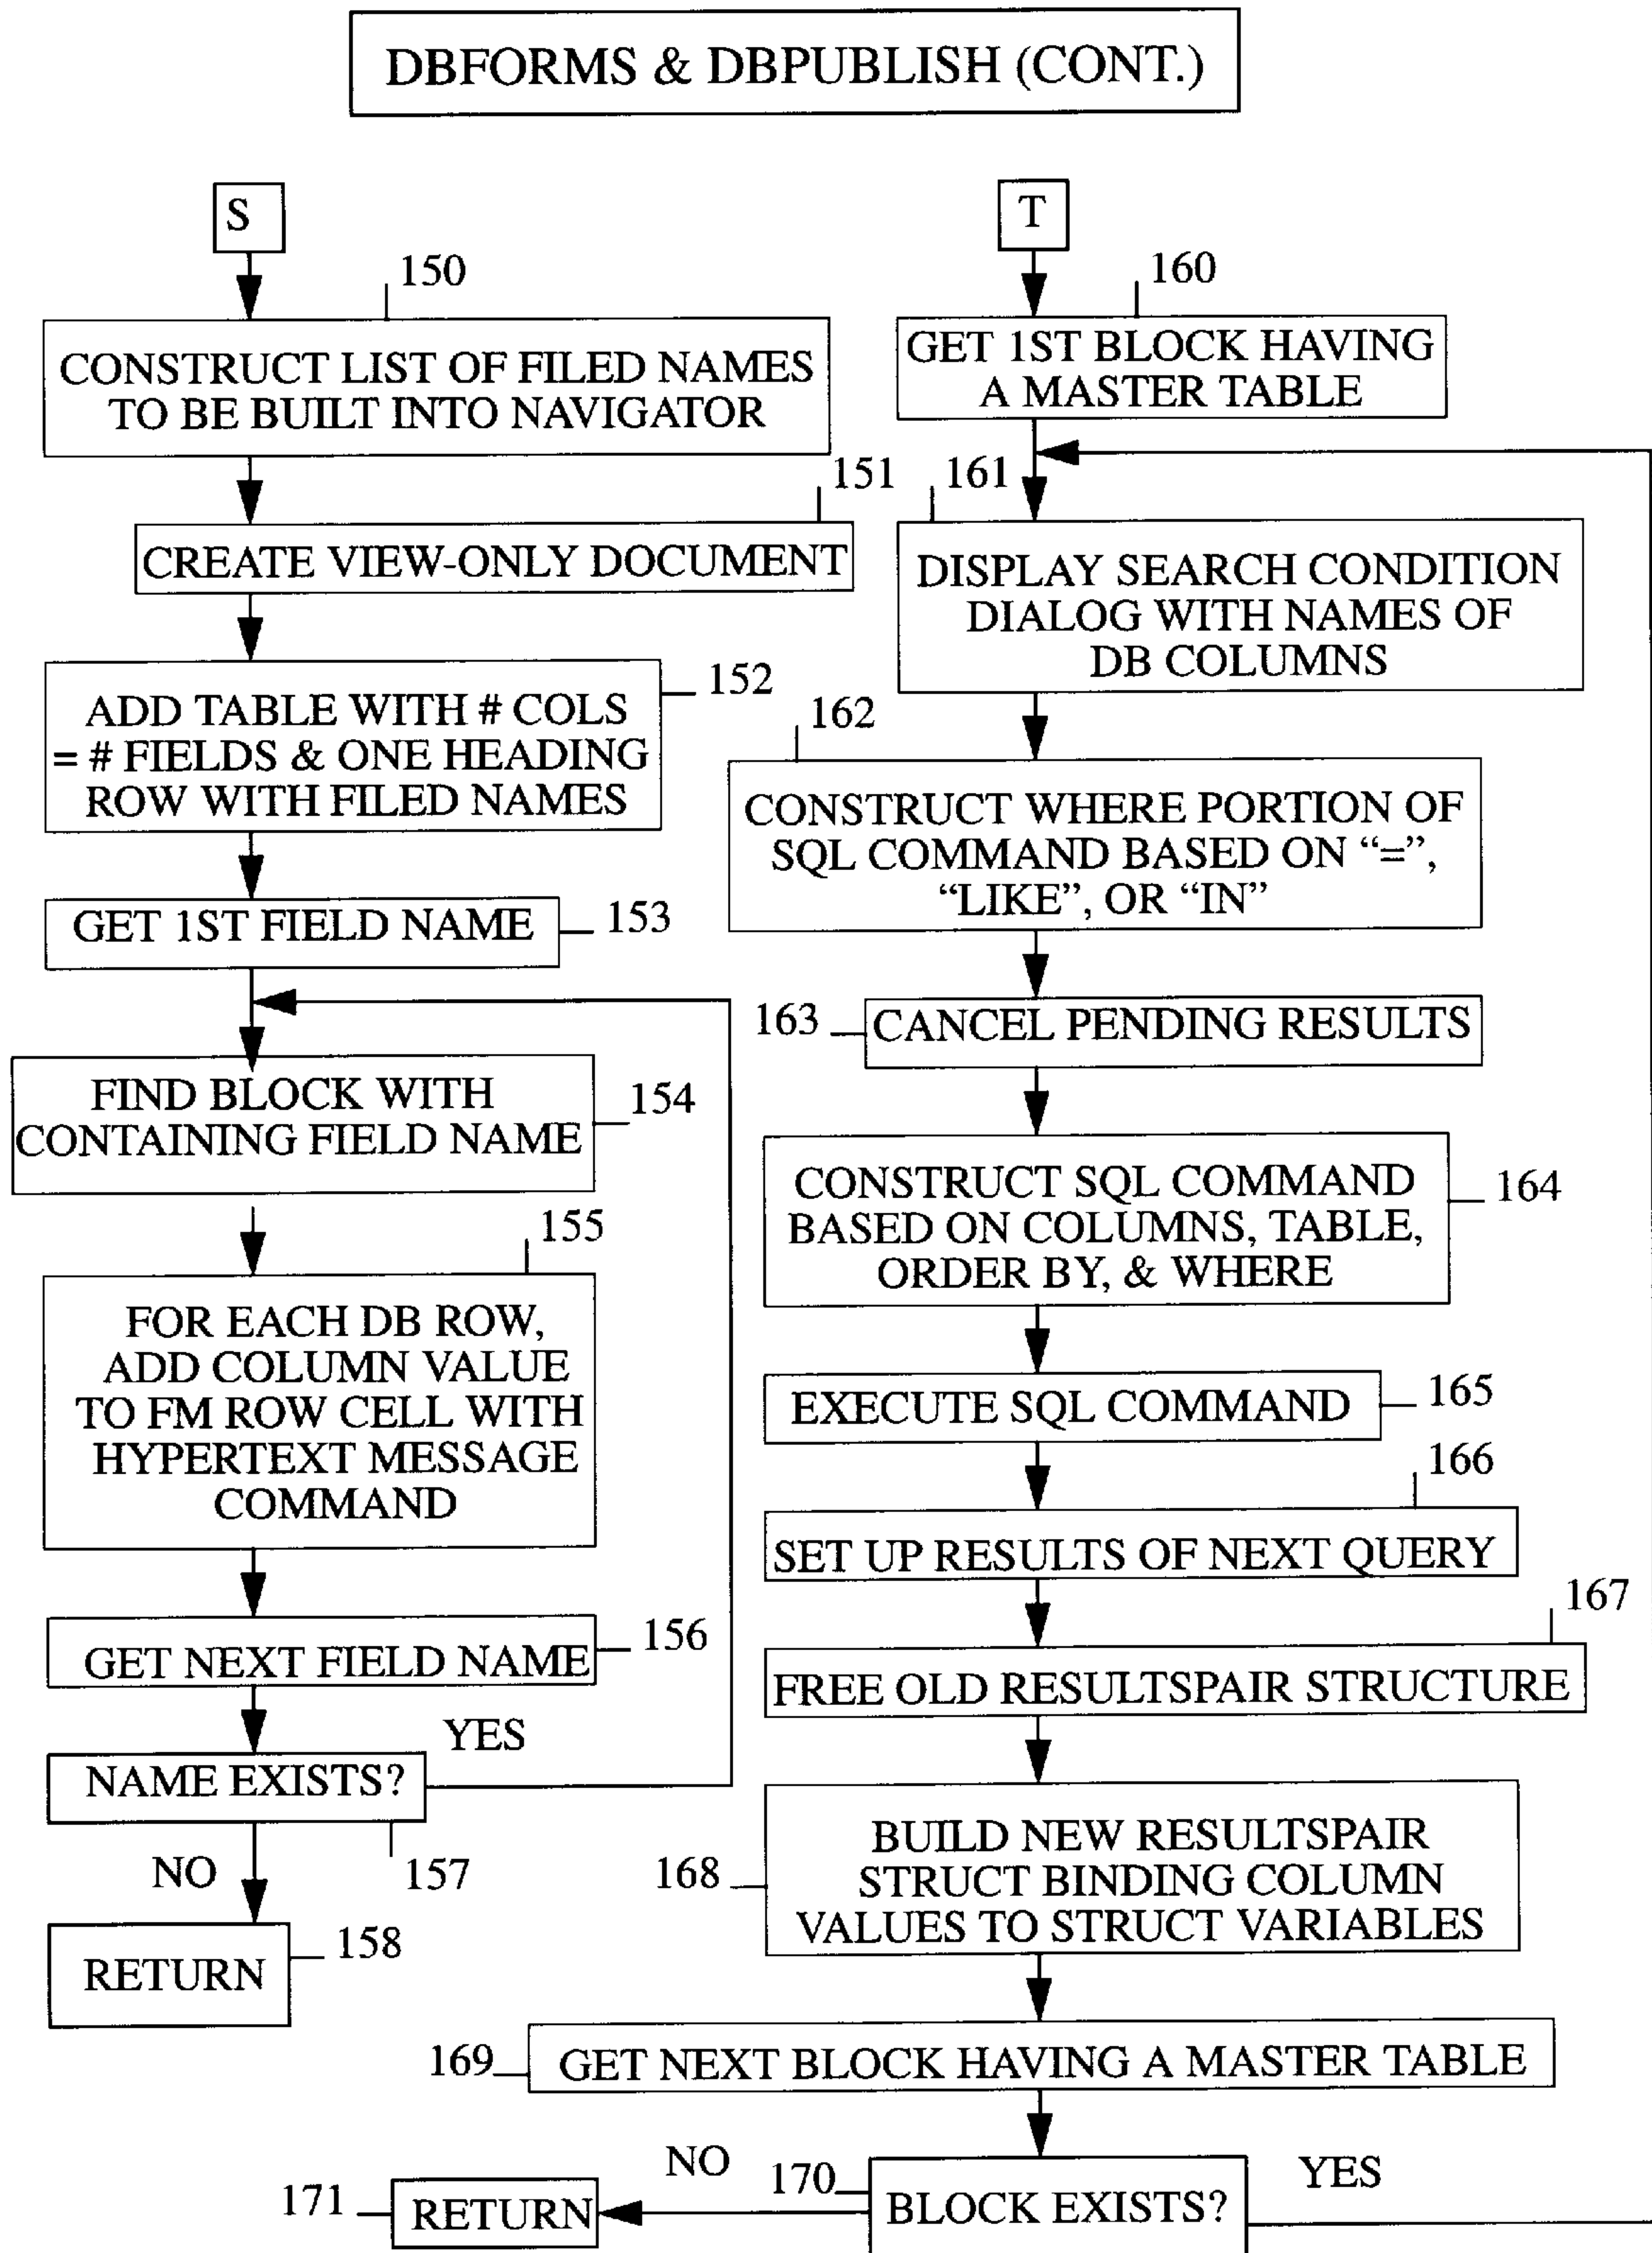 DBFORMS & DBPUBLISH (CONT.)
S
150
CONSTRUCT LIST OF FILED NAMES
TO BE BUILT INTO NAVIGATOR
151
CREATE VIEW-ONLY DOCUMENT
152
ADD TABLE WITH # COLS
= # FIELDS & ONE HEADING
ROW WITH FILED NAMES
GET 1ST FIELD NAME
153
FIND BLOCK WITH
CONTAINING FIELD NAME
154
155
FOR EACH DB ROW,
ADD COLUMN VALUE
TO FM ROW CELL WITH
HYPERTEXT MESSAGE
COMMAND
GET NEXT FIELD NAME
156
YES
NAME EXISTS?
NO
157
RETURN
158
T
160
GET 1ST BLOCK HAVING
A MASTER TABLE
161
DISPLAY SEARCH CONDITION
DIALOG WITH NAMES OF
DB COLUMNS
162
CONSTRUCT WHERE PORTION OF
SQL COMMAND BASED ON “=”,
“LIKE”, OR “IN”
163
CANCEL PENDING RESULTS
CONSTRUCT SQL COMMAND
BASED ON COLUMNS, TABLE,
ORDER BY, & WHERE
164
EXECUTE SQL COMMAND
165
166
SET UP RESULTS OF NEXT QUERY
167
FREE OLD RESULTSPAIR STRUCTURE
168
BUILD NEW RESULTSPAIR
STRUCT BINDING COLUMN
VALUES TO STRUCT VARIABLES
169
GET NEXT BLOCK HAVING A MASTER TABLE
NO
170
BLOCK EXISTS?
YES
171
RETURN